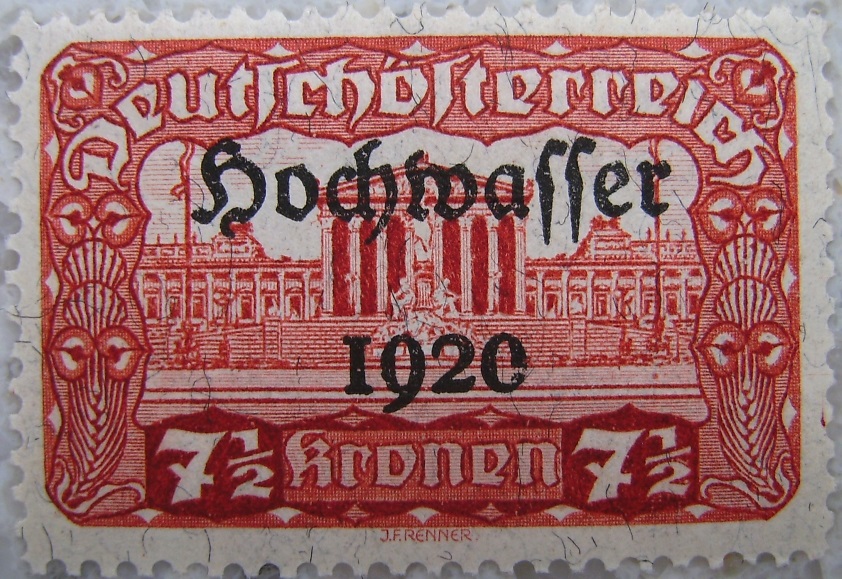 Deutschösterreich
Hochwasser
1920
7½ Kronen 7½
J.F.RENNER.